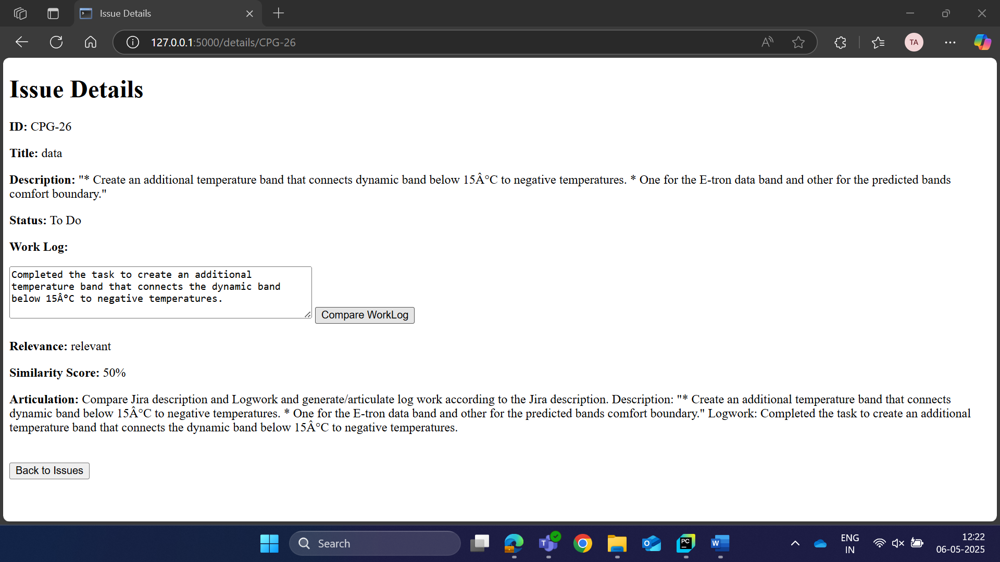 Issue Details
127.0.0.1:5000/details/CPG-26
TA
Issue Details
ID: CPG-26
Title: data
Description: "* Create an additional temperature band that connects dynamic band below 15Â°C to negative temperatures. * One for the E-tron data band and other for the predicted bands
comfort boundary."
Status: To Do
Work Log:
Completed the task to create an additional
temperature band that connects the dynamic band
below 15Â°C to negative temperatures.
Compare WorkLog
Relevance: relevant
Similarity Score: 50%
Articulation: Compare Jira description and Logwork and generate/articulate log work according to the Jira description. Description: "* Create an additional temperature band that connects
dynamic band below 15Â°C to negative temperatures. * One for the E-tron data band and other for the predicted bands comfort boundary." Logwork: Completed the task to create an additional
temperature band that connects the dynamic band below 15Â°C to negative temperatures.
Back to Issues
Search
ENG
IN
12:22
06-05-2025